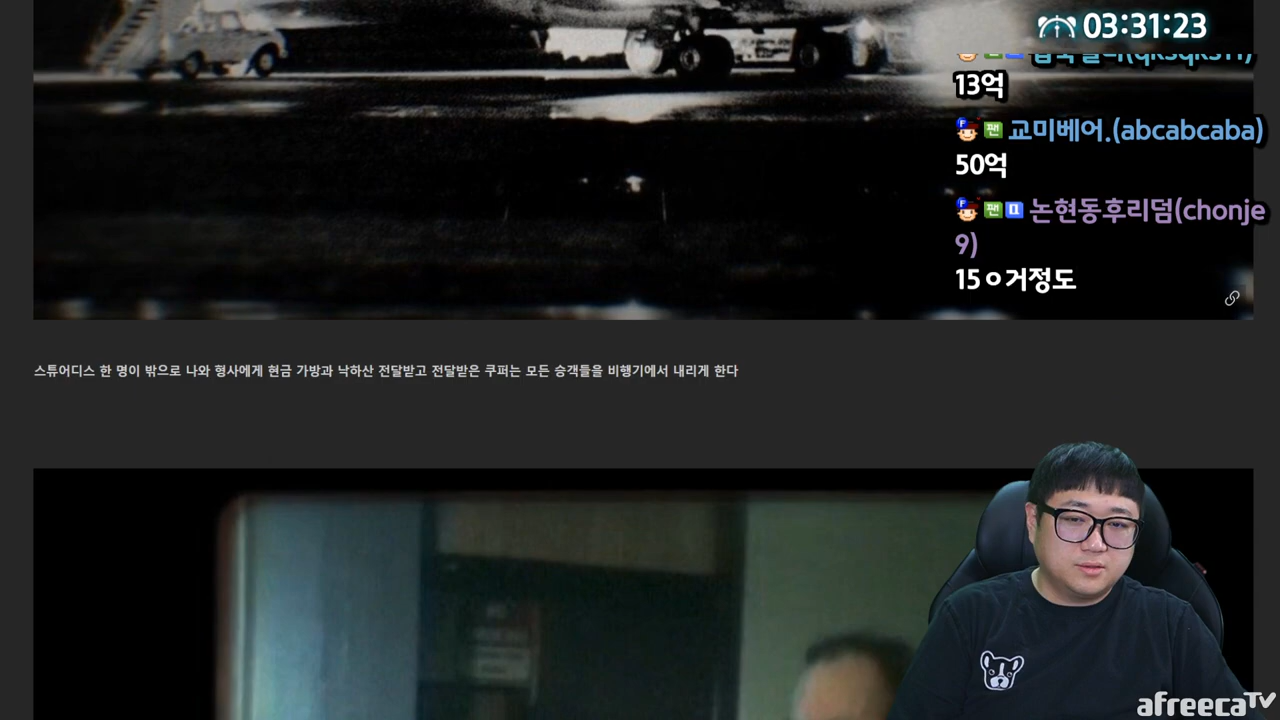 03:31:23
13억
교미베어.(abcabcaba)
50억
논현동후리덤(chonje
9)
15ㅇ거정도
스튜어디스 한 명이 밖으로 나와 형사에게 현금 가방과 낙하산 전달받고 전달받은 쿠퍼는 모든 승객들을 비행기에서 내리게 한다
afreecaTV